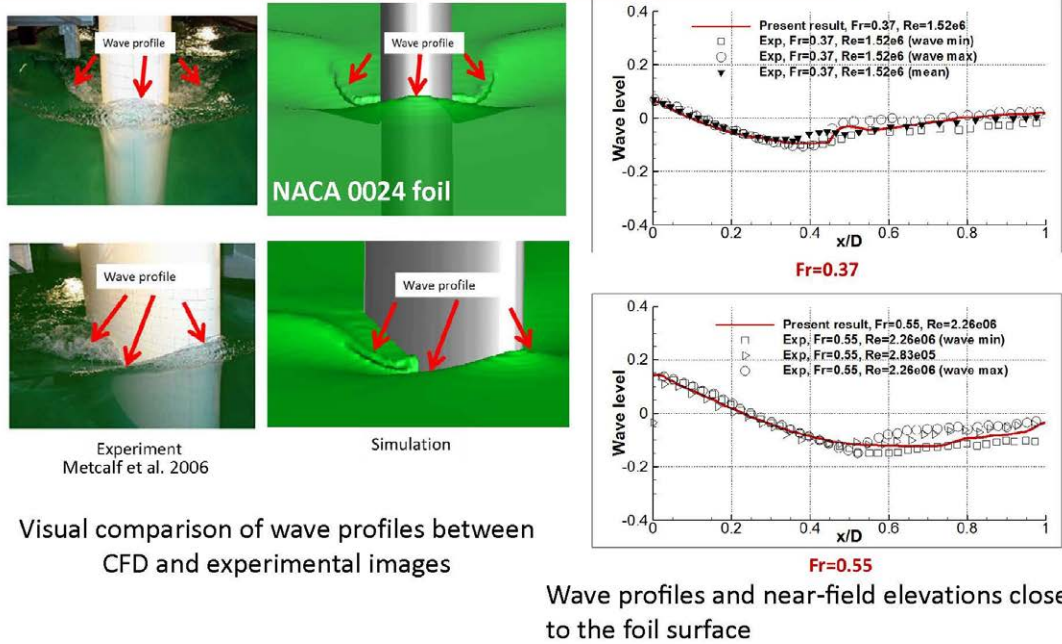 Wave profile
Wave profile
NACA 0024 foil
Wave profile
Wave profile
Experiment
Metcalf et al. 2006
Simulation
Visual comparison of wave profiles between
CFD and experimental images
0.4
0.2
0
-0.2
-0.4
Wave level
Present result, Fr=0.37, Re=1.52e6
Exp, Fr=0.37, Re=1.52e6 (wave min)
Exp, Fr=0.37, Re=1.52e6 (wave max)
Exp, Fr=0.37, Re=1.52e6 (mean)
0 0.2 0.4 0.6 0.8 1
x/D
Fr=0.37
0.4
0.2
0
-0.2
-0.4
Wave level
Present result, Fr=0.55, Re=2.26e06
Exp, Fr=0.55, Re=2.26e06 (wave min)
Exp, Fr=0.55, Re=2.83e05
Exp, Fr=0.55, Re=2.26e06 (wave max)
0 0.2 0.4 0.6 0.8 1
x/D
Fr=0.55
Wave profiles and near-field elevations close
to the foil surface